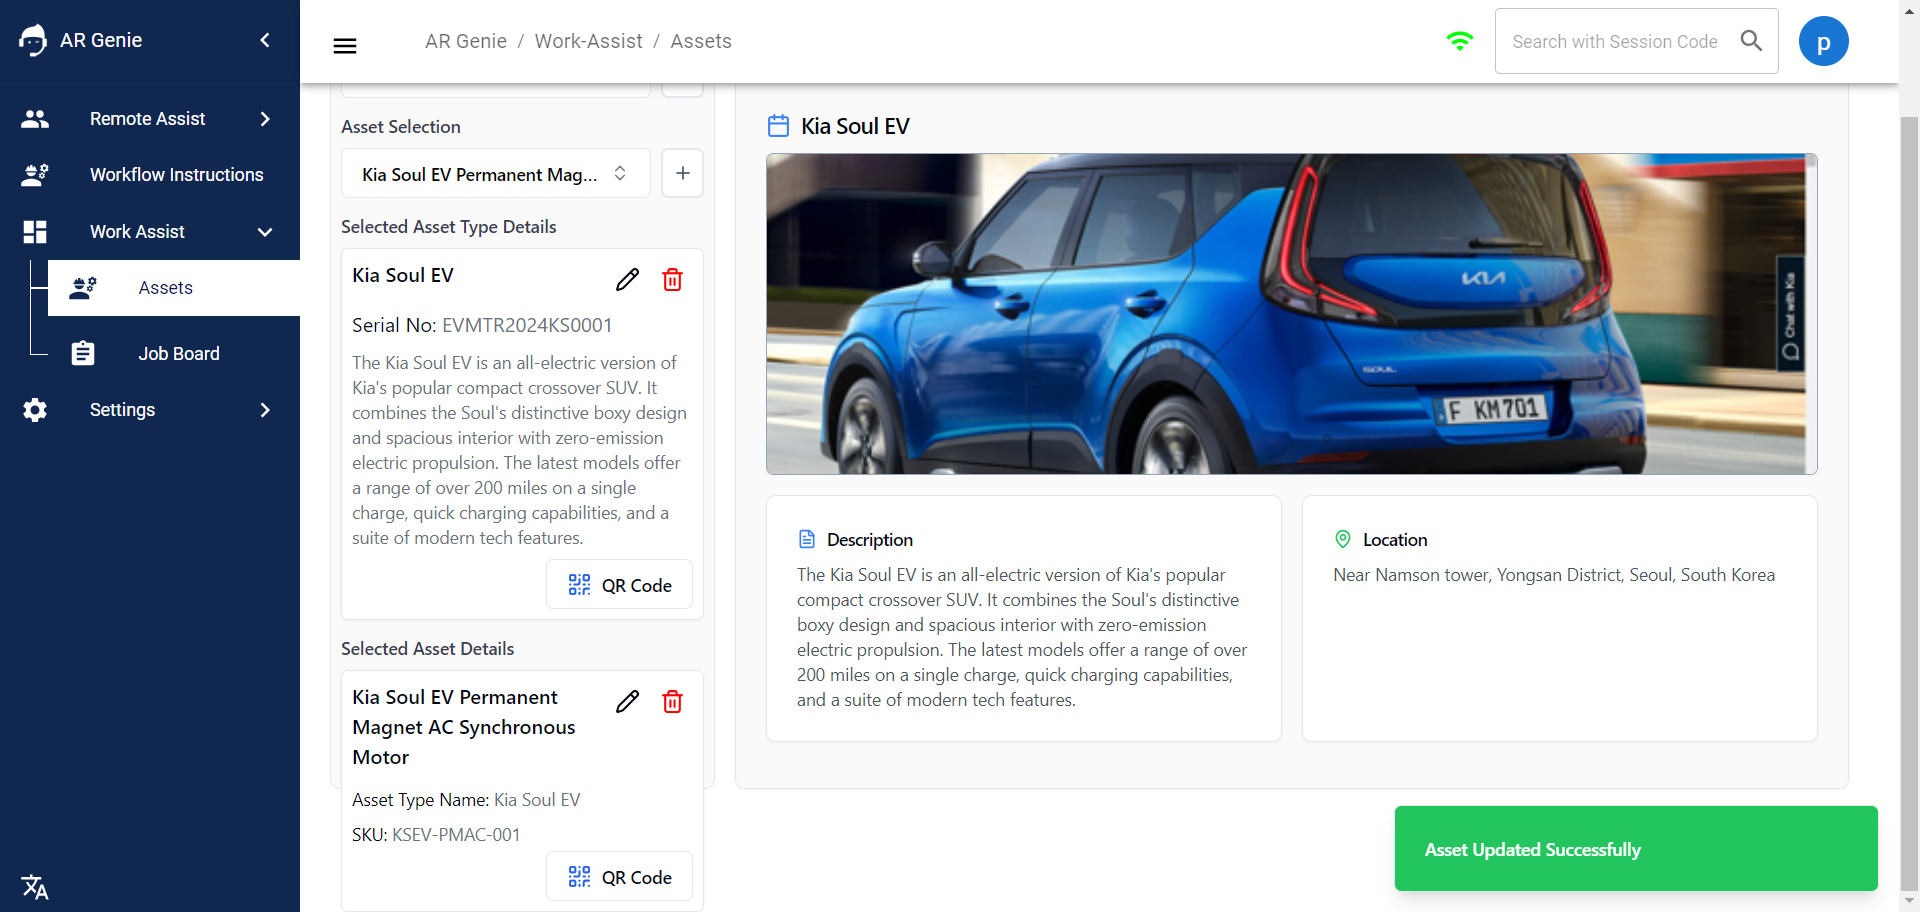 AR Genie
Remote Assist
Workflow Instructions
Work Assist
Assets
Job Board
Settings
AR Genie / Work-Assist / Assets
Search with Session Code
p
Asset Selection
Kia Soul EV Permanent Mag...
Selected Asset Type Details
Kia Soul EV
Serial No: EVMTR2024KS0001
The Kia Soul EV is an all-electric version of
Kia's popular compact crossover SUV. It
combines the Soul's distinctive boxy design
and spacious interior with zero-emission
electric propulsion. The latest models offer
a range of over 200 miles on a single
charge, quick charging capabilities, and a
suite of modern tech features.
QR Code
Selected Asset Details
Kia Soul EV Permanent
Magnet AC Synchronous
Motor
Asset Type Name: Kia Soul EV
SKU: KSEV-PMAC-001
QR Code
Kia Soul EV
KIA
SOUL
F KM701
Chat with Kia
Description
The Kia Soul EV is an all-electric version of Kia's popular
compact crossover SUV. It combines the Soul's distinctive
boxy design and spacious interior with zero-emission
electric propulsion. The latest models offer a range of over
200 miles on a single charge, quick charging capabilities,
and a suite of modern tech features.
Location
Near Namson tower, Yongsan District, Seoul, South Korea
Asset Updated Successfully